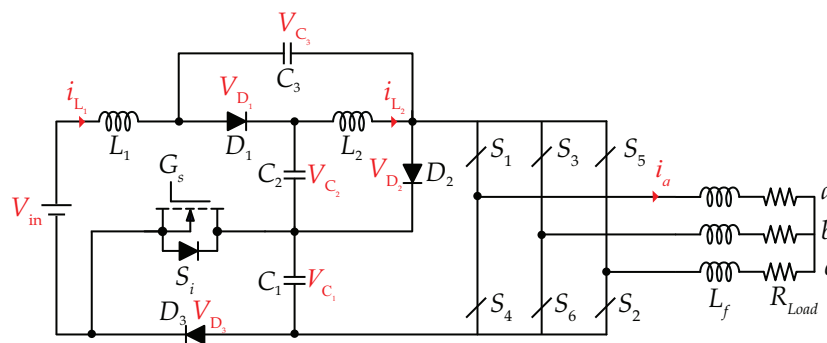 V_C₃
C₃
i_L₁
V_D₁
i_L₂
L₁
D₁
L₂
S₁
S₃
S₅
G_s
C₂
V_C₂
V_D₂
D₂
i_a
a
V_in
b
S_i
C₁
V_C₁
D₃
V_D₃
S₄
S₆
S₂
L_f
R_Load